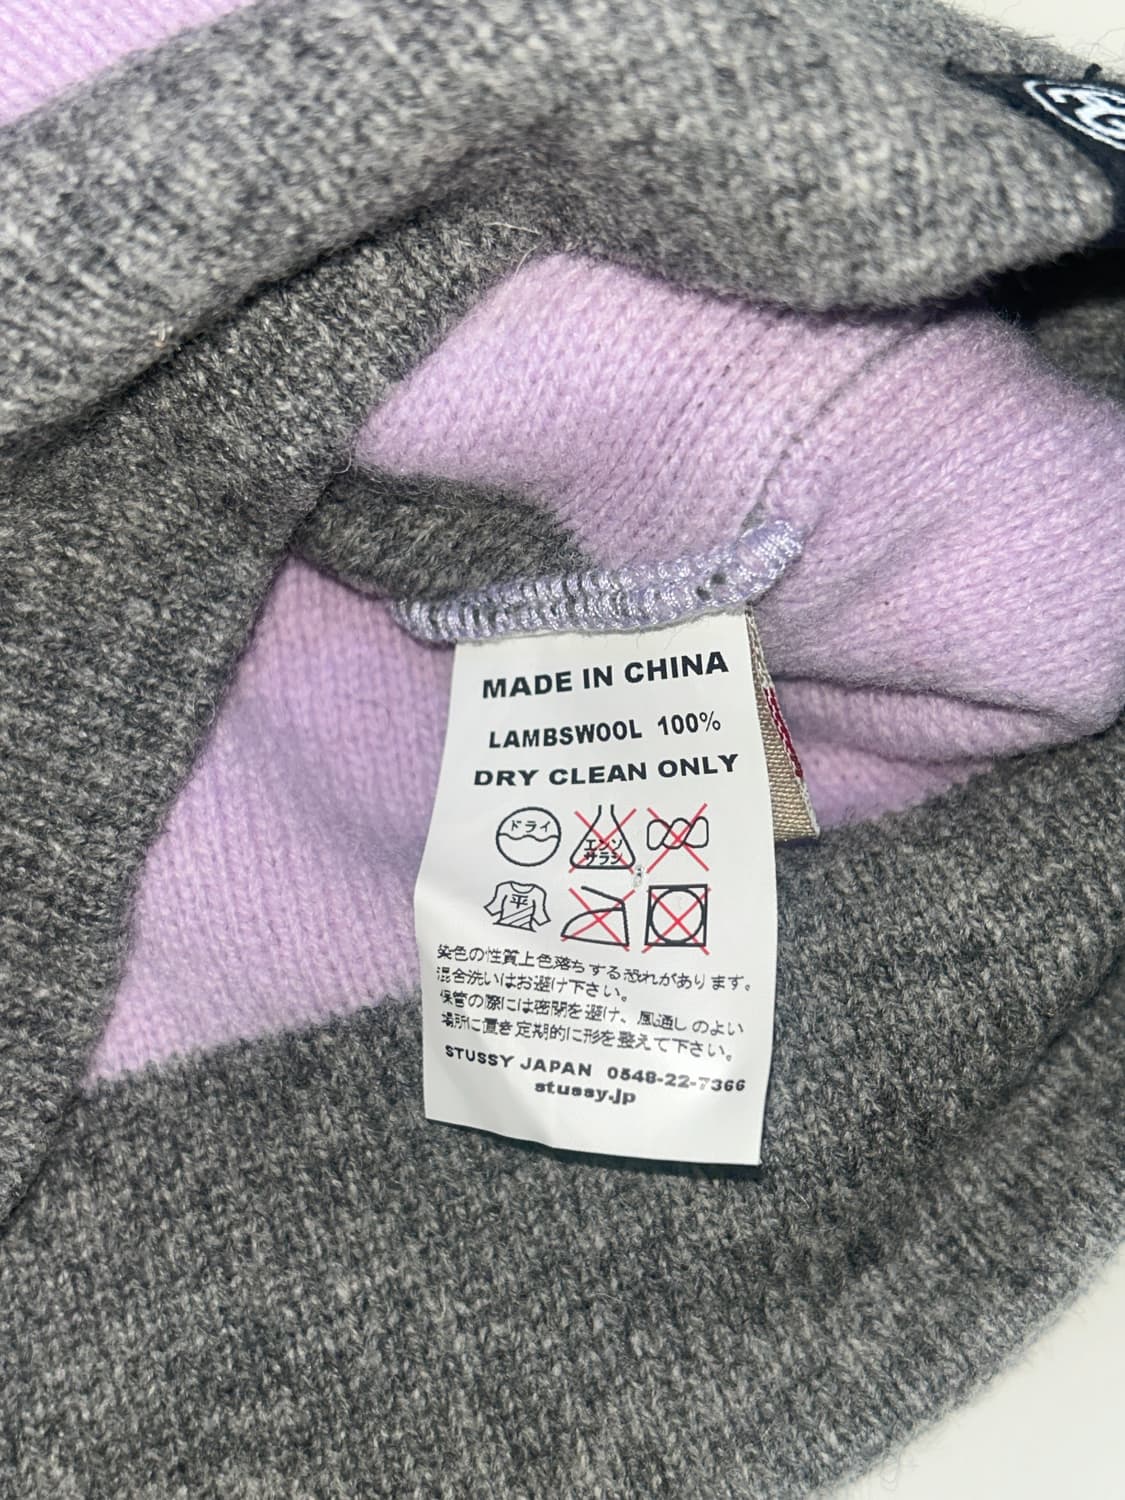 MADE IN CHINA
LAMBSWOOL 100%
DRY CLEAN ONLY
ドライ
エンソ
サラシ
平
染色の性質上色落ちする恐れがあります。
混合洗いはお避け下さい。
保管の際には密閉を避け、風通しのよい
場所に置き定期的に形を整えて下さい。
STUSSY JAPAN 0548-22-7366
stussy.jp